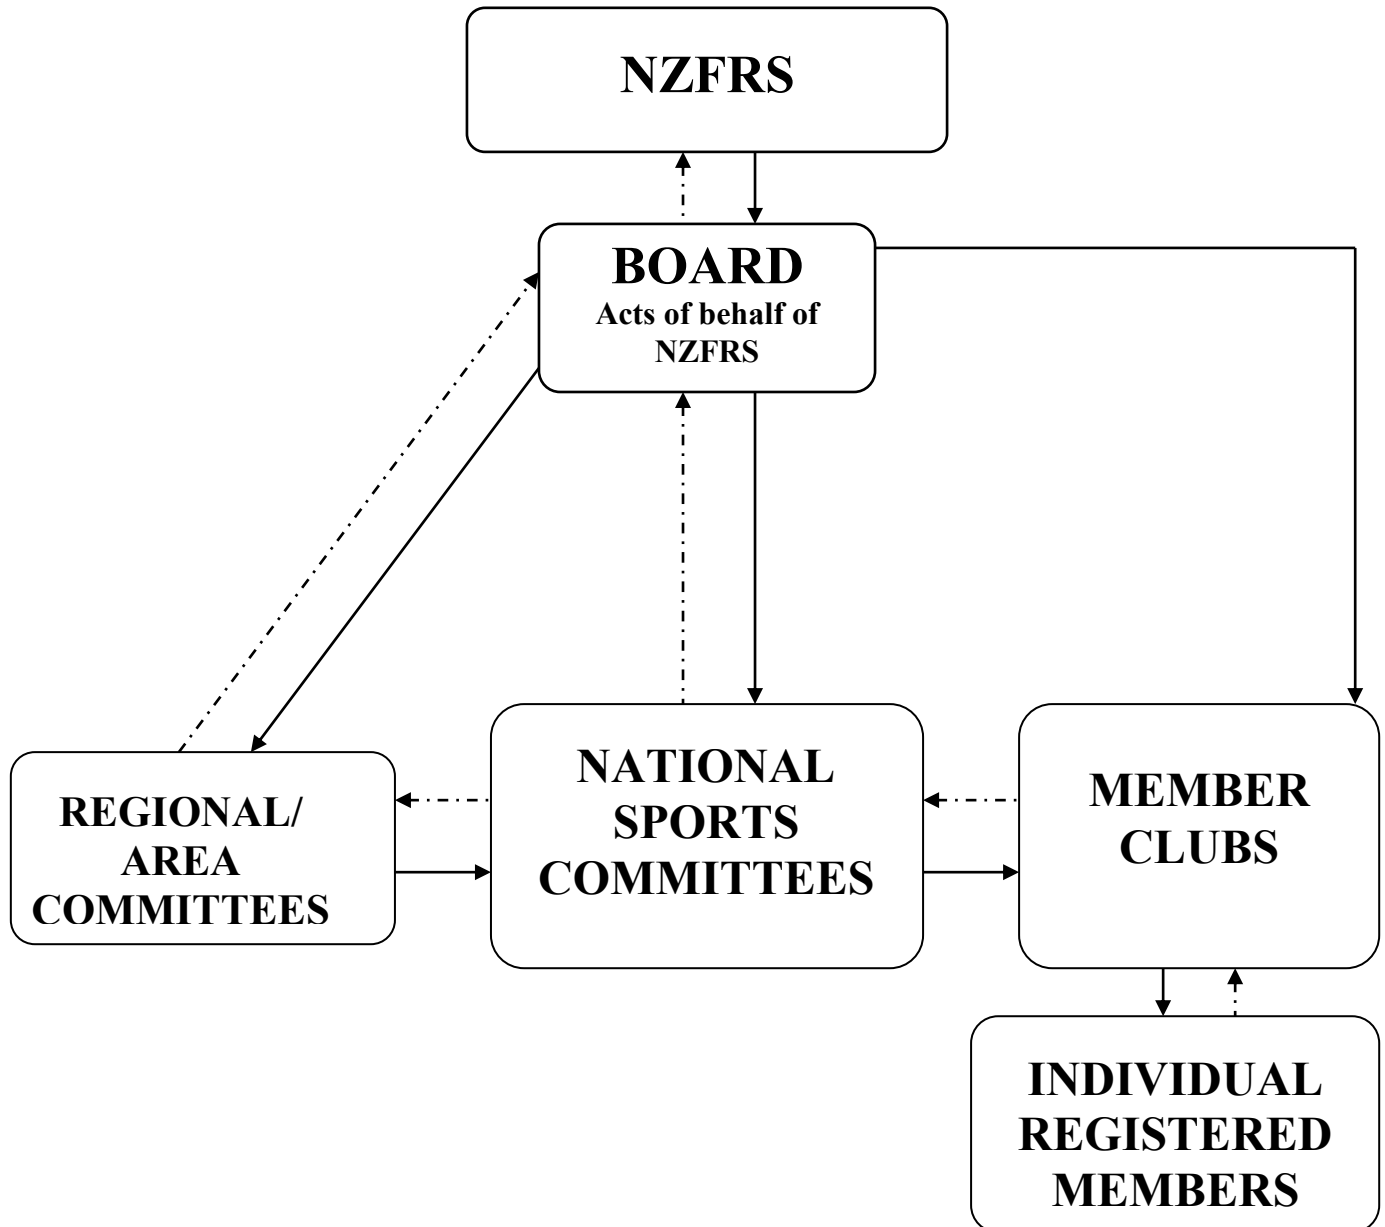 NZFRS
BOARD
Acts of behalf of
NZFRS
REGIONAL/
AREA
COMMITTEES
NATIONAL
SPORTS
COMMITTEES
MEMBER
CLUBS
INDIVIDUAL
REGISTERED
MEMBERS